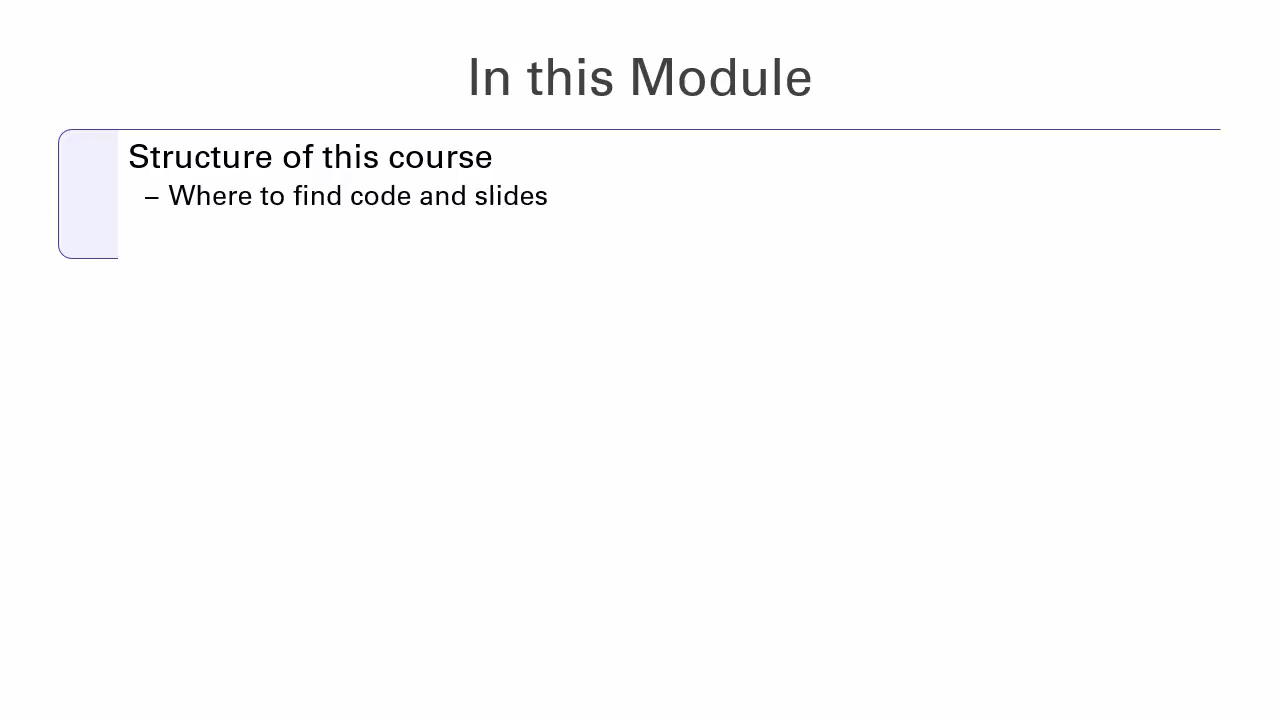 In this Module
Structure of this course
– Where to find code and slides